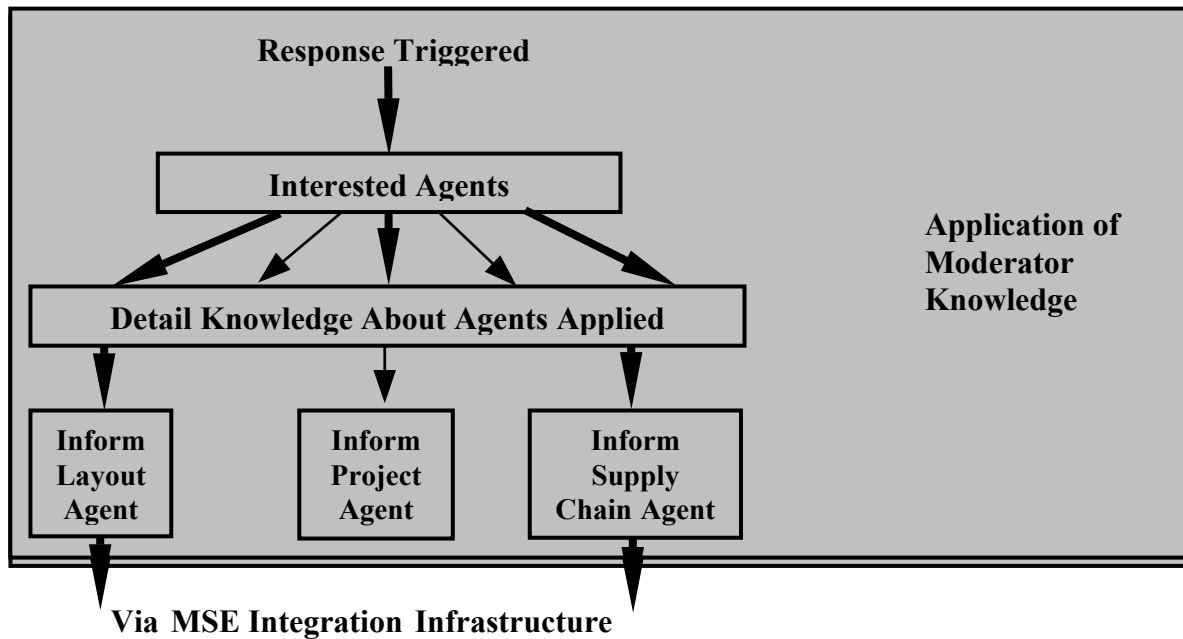 Response Triggered
Interested Agents
Application of
Moderator
Knowledge
Detail Knowledge About Agents Applied
Inform
Layout
Agent
Inform
Project
Agent
Inform
Supply
Chain Agent
Via MSE Integration Infrastructure